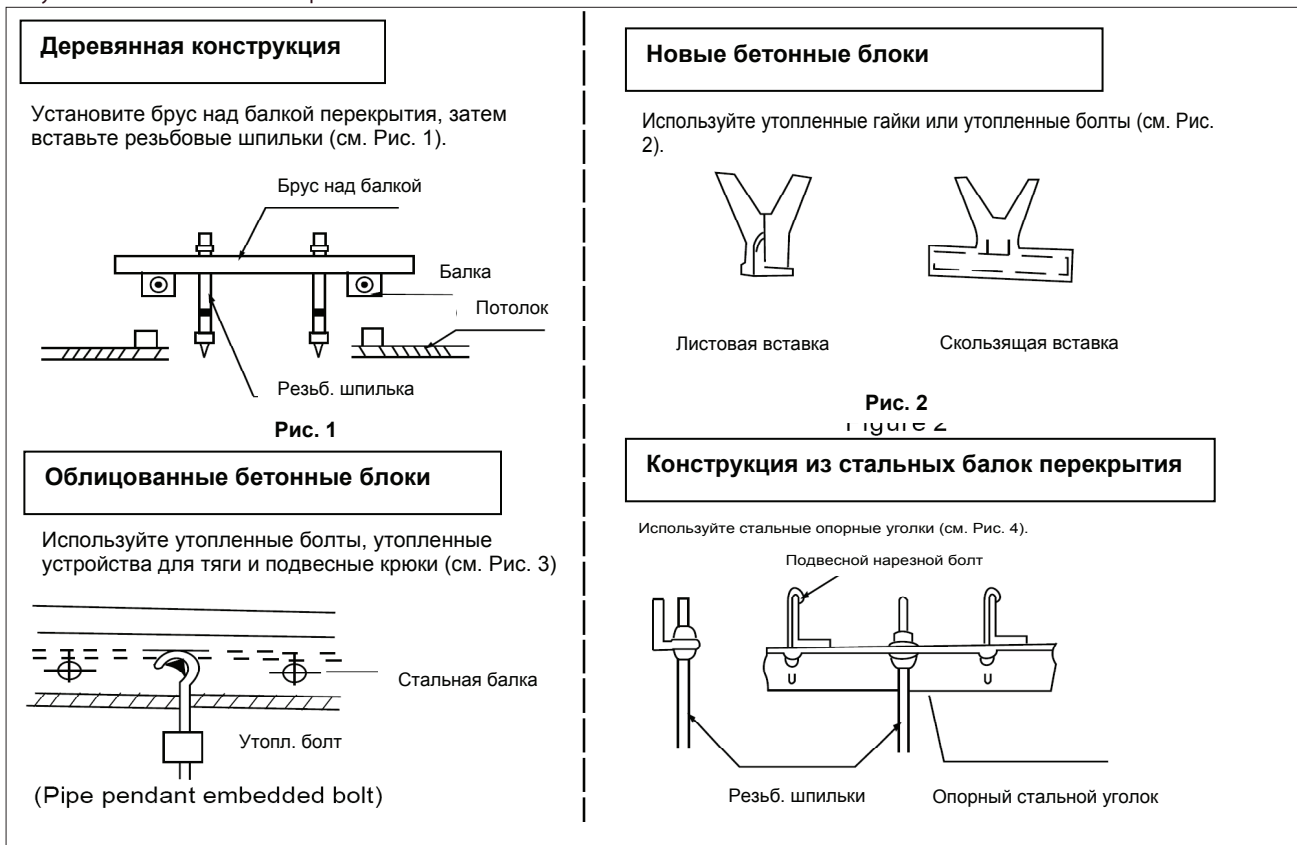 Деревянная конструкция
Установите брус над балкой перекрытия, затем
вставьте резьбовые шпильки (см. Рис. 1).
Брус над балкой
Балка
Потолок
Резьб. шпилька
Рис. 1
Облицованные бетонные блоки
Используйте утопленные болты, утопленные
устройства для тяги и подвесные крюки (см. Рис. 3)
Стальная балка
Утопл. болт
(Pipe pendant embedded bolt)
Новые бетонные блоки
Используйте утопленные гайки или утопленные болты (см. Рис.
2).
Листовая вставка
Скользящая вставка
Рис. 2
Figure 2
Конструкция из стальных балок перекрытия
Используйте стальные опорные уголки (см. Рис. 4).
Подвесной нарезной болт
Резьб. шпильки
Опорный стальной уголок